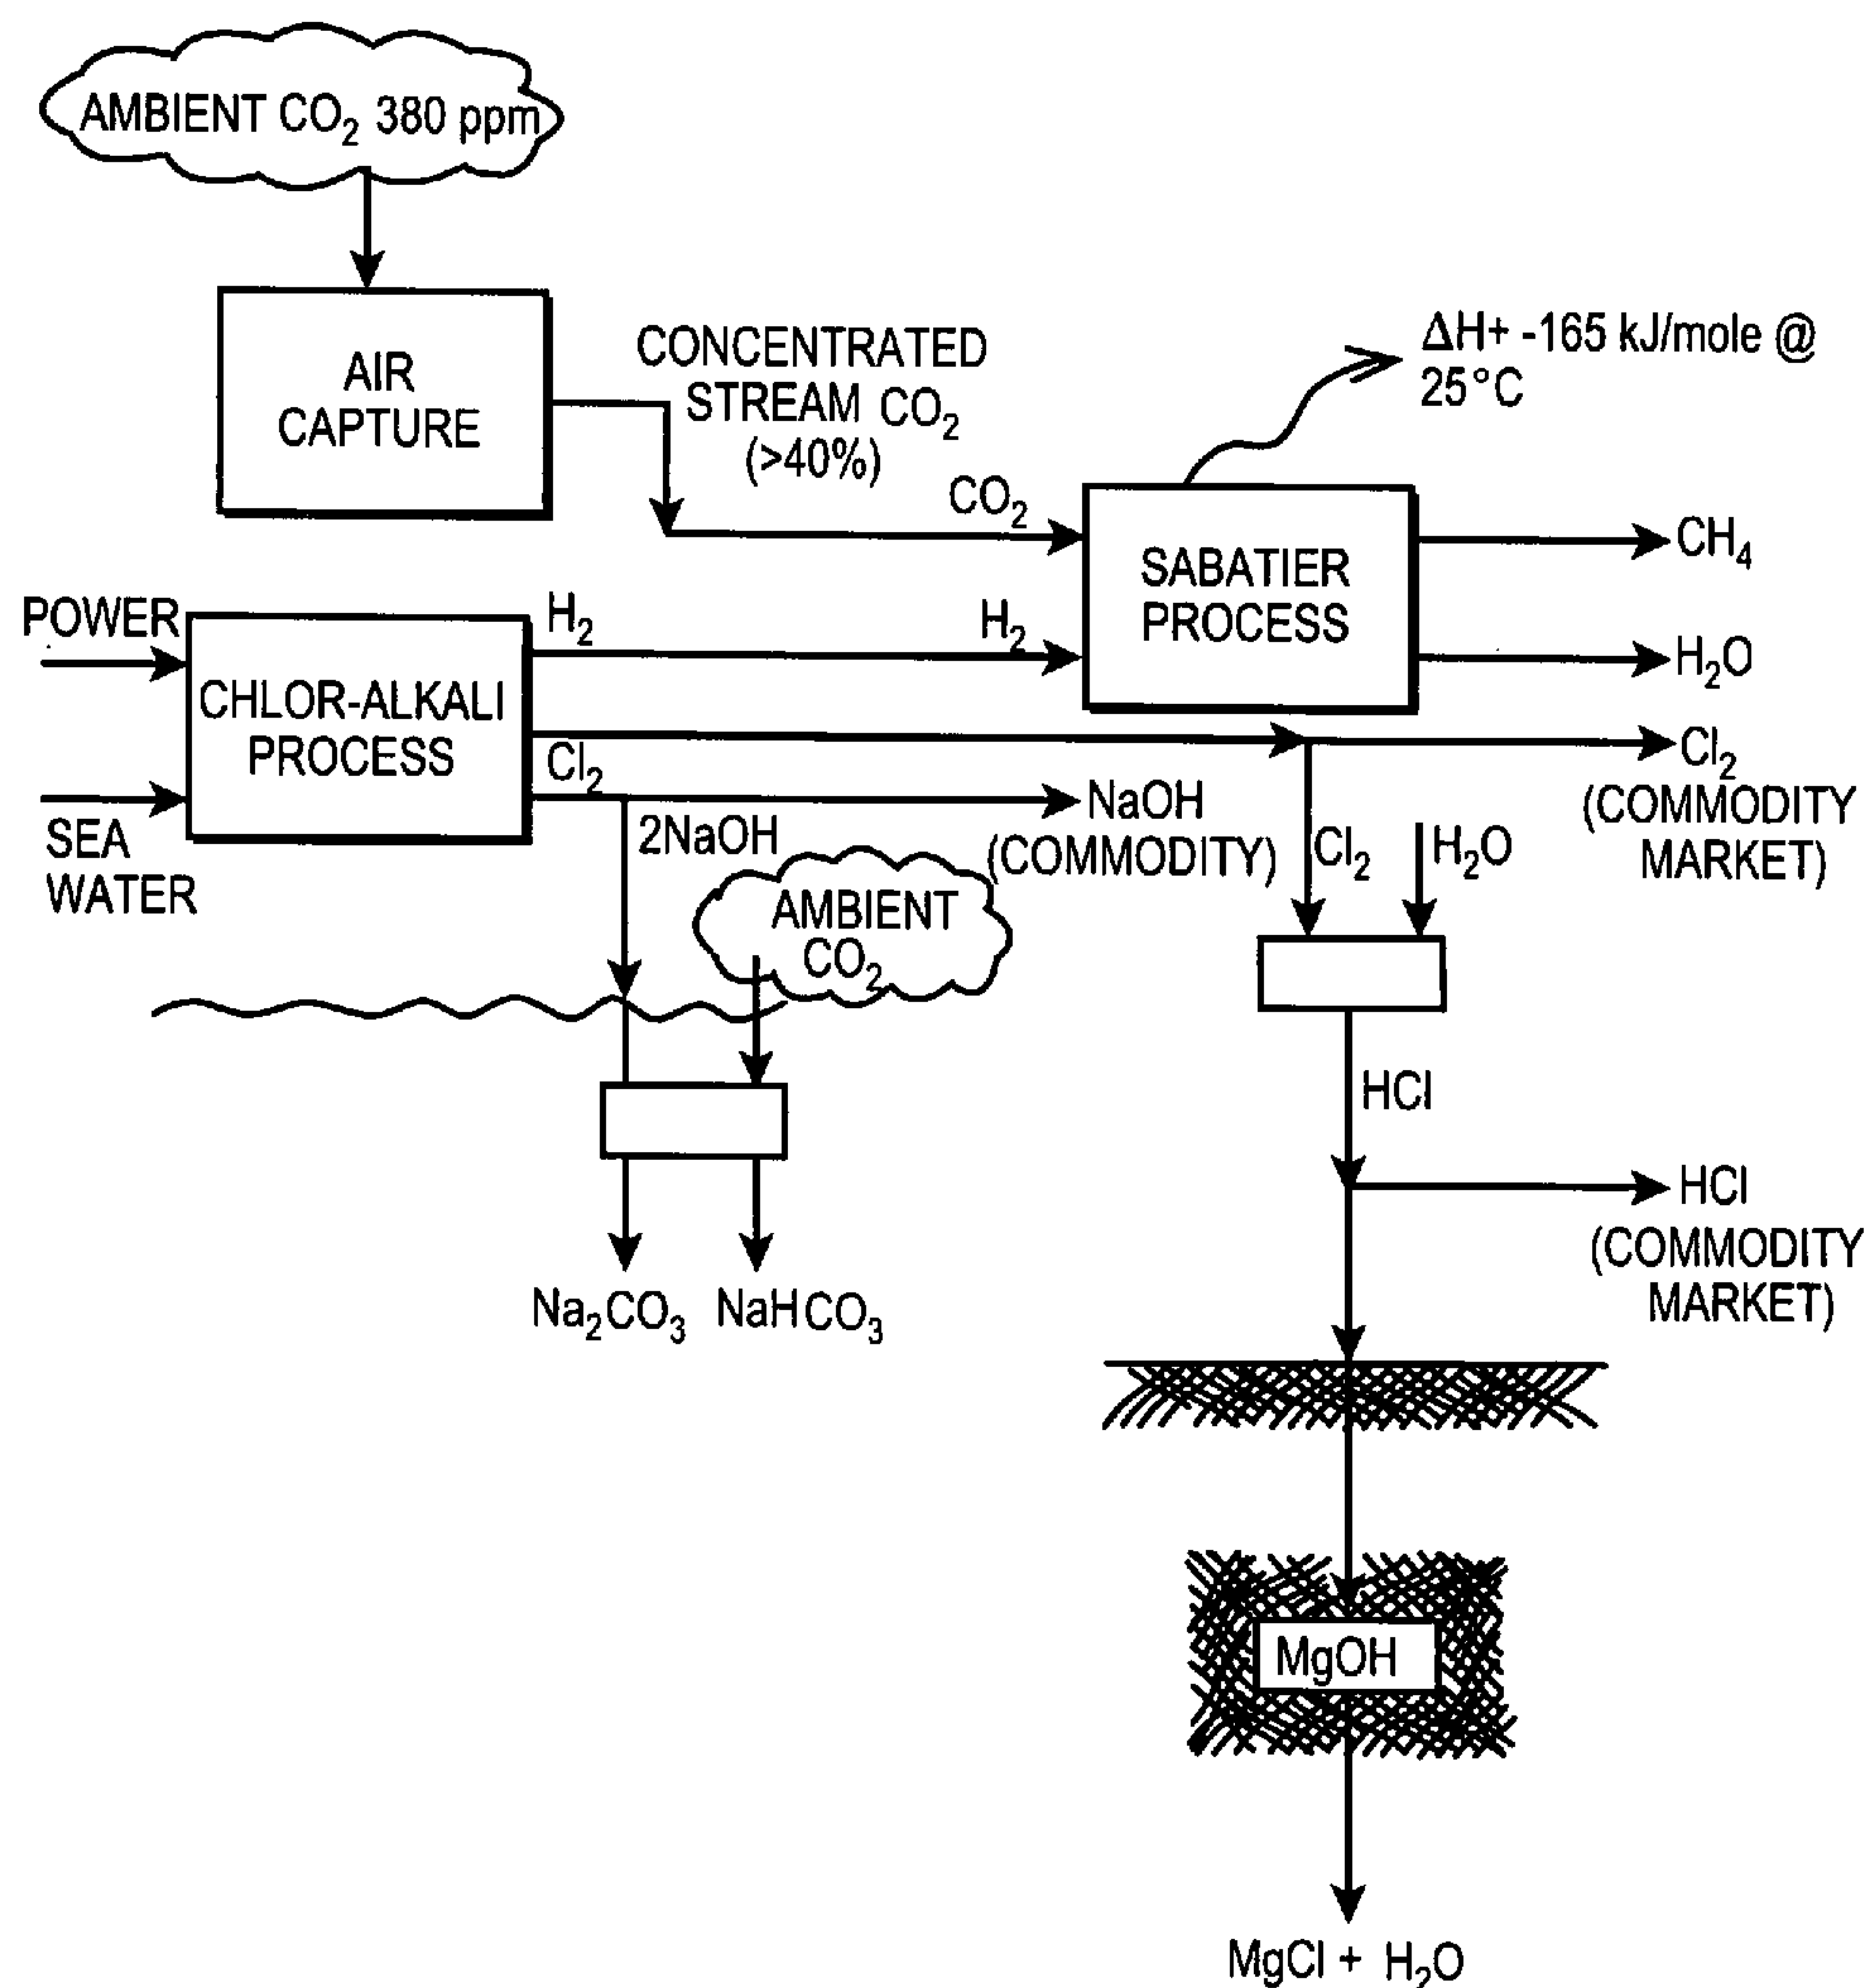 AMBIENT CO₂ 380 ppm
AIR
CAPTURE
CONCENTRATED
STREAM CO₂
(>40%)
ΔH+ -165 kJ/mole @
25°C
CO₂
SABATIER
PROCESS
CH₄
H₂O
POWER
SEA
WATER
CHLOR-ALKALI
PROCESS
H₂
H₂
Cl₂
2NaOH
NaOH
(COMMODITY)
Cl₂
(COMMODITY
MARKET)
Cl₂
H₂O
AMBIENT
CO₂
Na₂CO₃
NaHCO₃
HCl
HCl
(COMMODITY
MARKET)
MgOH
MgCl + H₂O